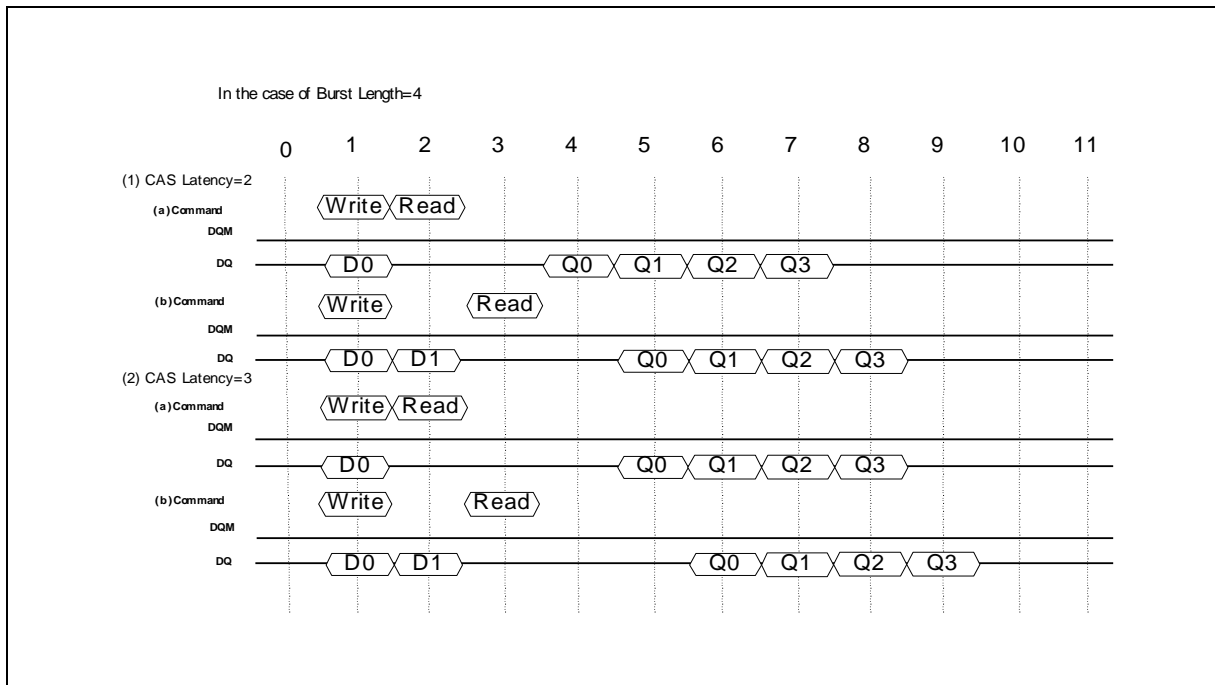 In the case of Burst Length=4
0 1 2 3 4 5 6 7 8 9 10 11
(1) CAS Latency=2
(a)Command Write Read
DQM
DQ D0 Q0 Q1 Q2 Q3
(b)Command Write Read
DQM
DQ D0 D1 Q0 Q1 Q2 Q3
(2) CAS Latency=3
(a)Command Write Read
DQM
DQ D0 Q0 Q1 Q2 Q3
(b)Command Write Read
DQM
DQ D0 D1 Q0 Q1 Q2 Q3